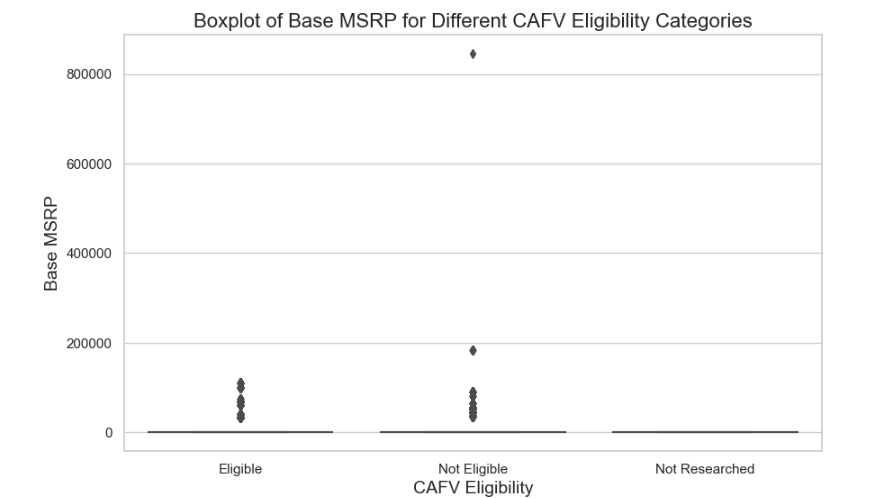 Boxplot of Base MSRP for Different CAFV Eligibility Categories
800000
600000
400000
200000
0
Base MSRP
Eligible
Not Eligible
Not Researched
CAFV Eligibility